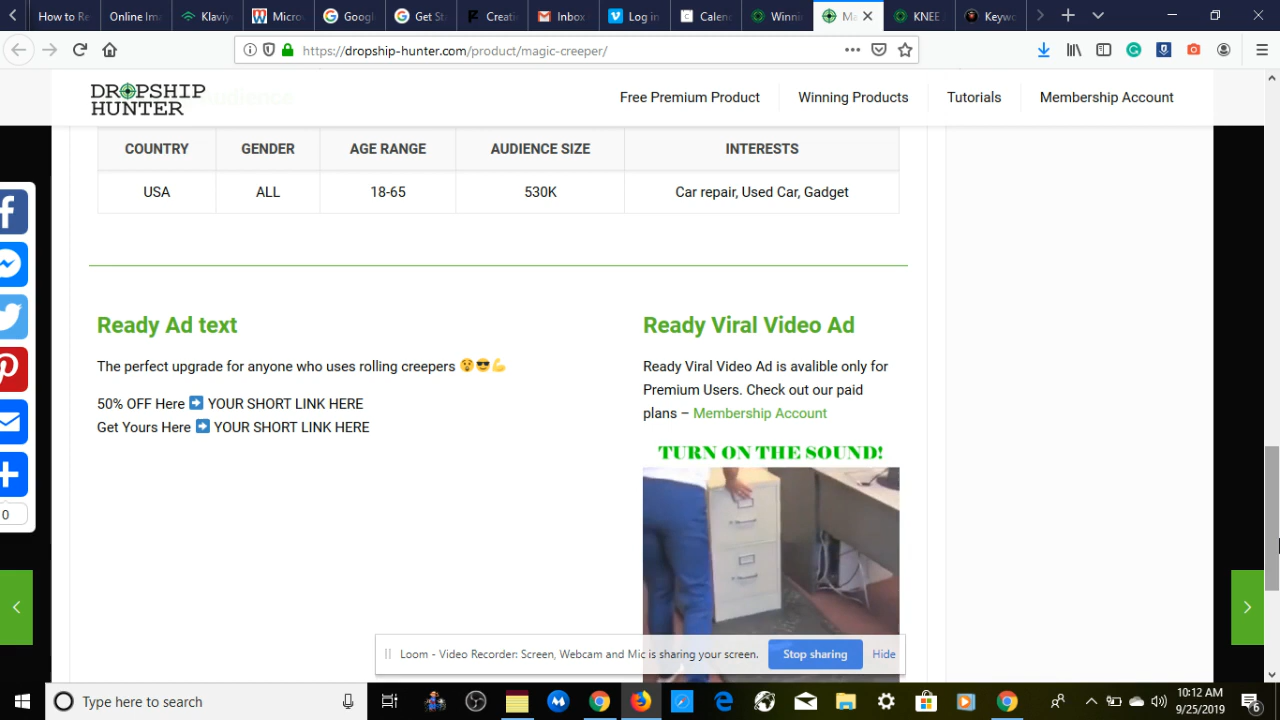 How to Re
Online Ima
Klaviy
Micro
Googl
Get St
Creati
Inbox
Log in
Calend
Winni
Ma
KNEE
Keywo
https://dropship-hunter.com/product/magic-creeper/
DROPSHIP
HUNTER
udience
Free Premium Product
Winning Products
Tutorials
Membership Account
COUNTRY GENDER AGE RANGE AUDIENCE SIZE INTERESTS
USA ALL 18-65 530K Car repair, Used Car, Gadget
Ready Ad text
The perfect upgrade for anyone who uses rolling creepers 😲😎💪
50% OFF Here ➡ YOUR SHORT LINK HERE
Get Yours Here ➡ YOUR SHORT LINK HERE
Ready Viral Video Ad
Ready Viral Video Ad is avalible only for
Premium Users. Check out our paid
plans – Membership Account
TURN ON THE SOUND!
0
Loom - Video Recorder: Screen, Webcam and Mic is sharing your screen.
Stop sharing
Hide
Type here to search
10:12 AM
9/25/2019
6